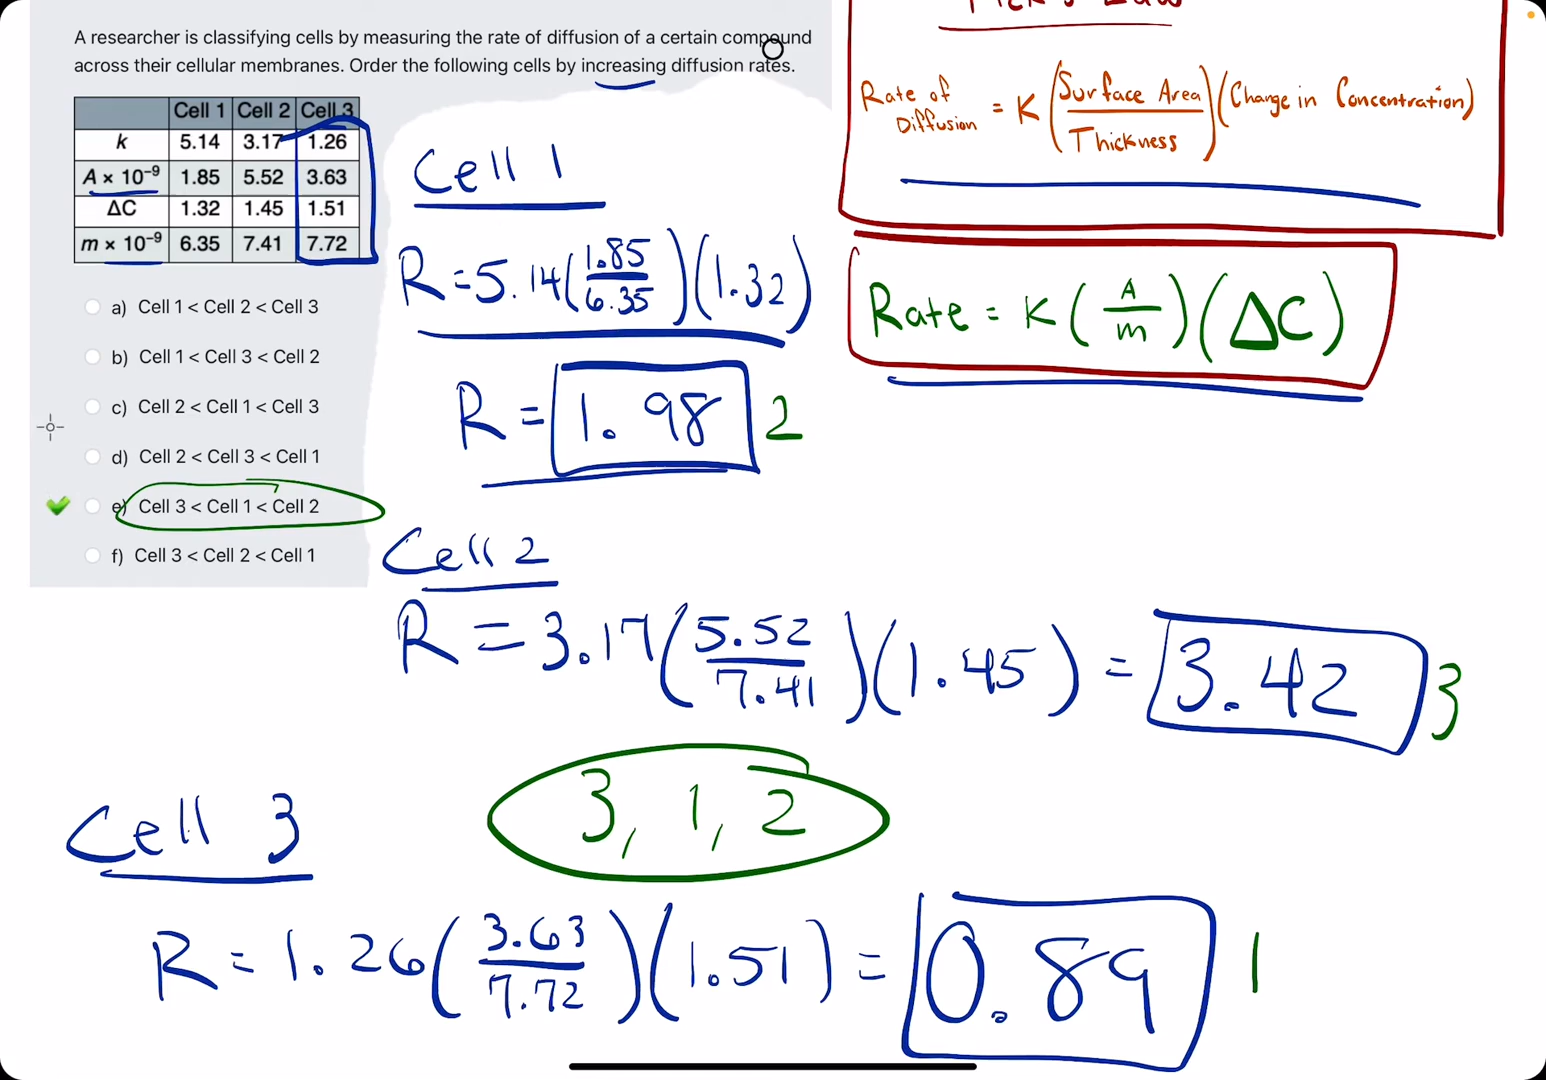 A researcher is classifying cells by measuring the rate of diffusion of a certain compound
across their cellular membranes. Order the following cells by increasing diffusion rates.
Cell 1 Cell 2 Cell 3
k 5.14 3.17 1.26
A × 10⁻⁹ 1.85 5.52 3.63
ΔC 1.32 1.45 1.51
m × 10⁻⁹ 6.35 7.41 7.72
a) Cell 1 < Cell 2 < Cell 3
b) Cell 1 < Cell 3 < Cell 2
c) Cell 2 < Cell 1 < Cell 3
d) Cell 2 < Cell 3 < Cell 1
e) Cell 3 < Cell 1 < Cell 2
f) Cell 3 < Cell 2 < Cell 1
Rate of Diffusion = K (Surface Area / Thickness) (Change in Concentration)
Rate = K (A / m) (ΔC)
Cell 1
R = 5.14 (1.85 / 6.35) (1.32)
R = 1.98 2
Cell 2
R = 3.17 (5.52 / 7.41) (1.45) = 3.42 3
3, 1, 2
Cell 3
R = 1.26 (3.63 / 7.72) (1.51) = 0.89 1